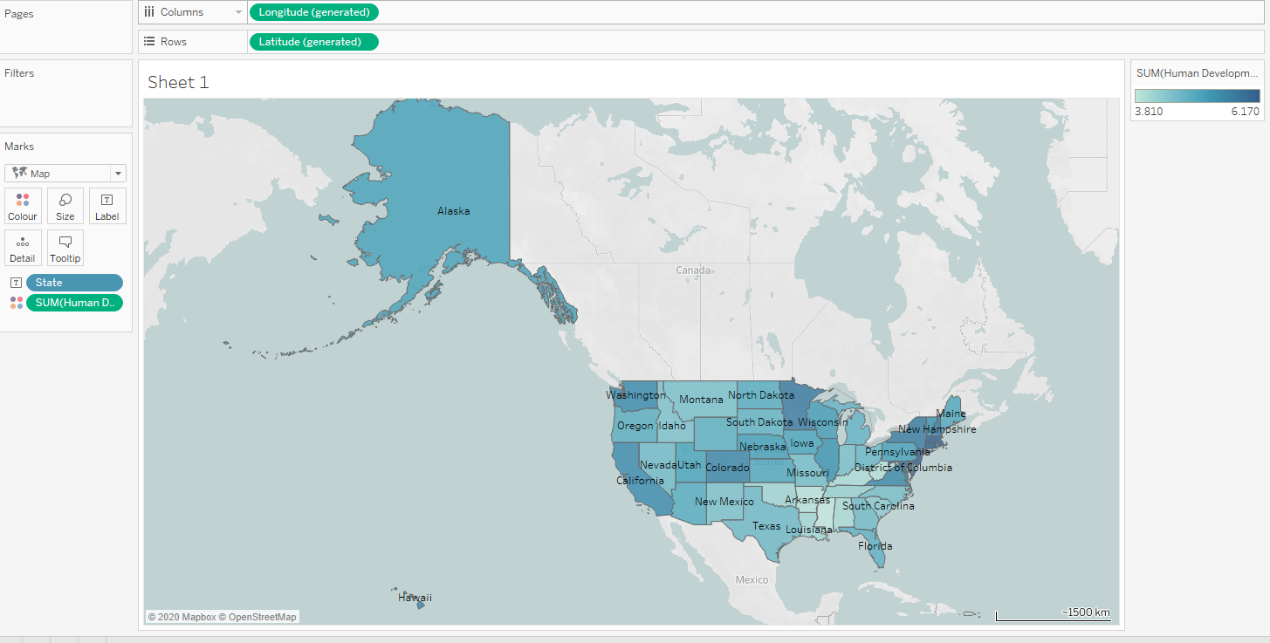 Pages
Columns
Longitude (generated)
Rows
Latitude (generated)
Filters
Sheet 1
SUM(Human Developm...
3.810
6.170
Marks
Map
Colour
Size
Label
Detail
Tooltip
State
SUM(Human D..
Alaska
Canada
Washington
Montana
North Dakota
Maine
Oregon
Idaho
South Dakota
Wisconsin
New Hampshire
Nebraska
Iowa
Pennsylvania
Nevada
Utah
Colorado
Missouri
District of Columbia
California
New Mexico
Arkansas
South Carolina
Texas
Louisiana
Florida
Mexico
Hawaii
© 2020 Mapbox © OpenStreetMap
~1500 km